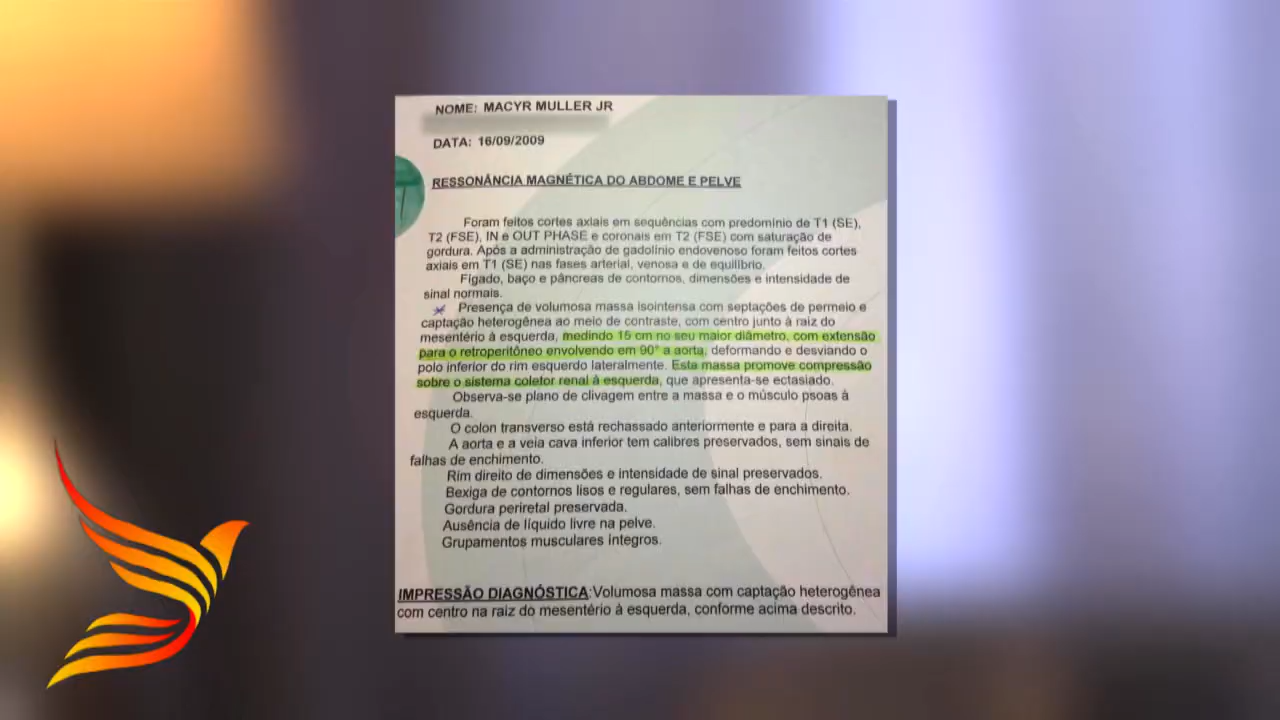 NOME: MACYR MULLER JR
DATA: 16/09/2009
RESSONÂNCIA MAGNÉTICA DO ABDOME E PELVE
Foram feitos cortes axiais em sequências com predomínio de T1 (SE),
T2 (FSE), IN e OUT PHASE e coronais em T2 (FSE) com saturação de
gordura. Após a administração de gadolínio endovenoso foram feitos cortes
axiais em T1 (SE) nas fases arterial, venosa e de equilíbrio.
Fígado, baço e pâncreas de contornos, dimensões e intensidade de
sinal normais.
Presença de volumosa massa isointensa com septações de permeio e
captação heterogênea ao meio de contraste, com centro junto à raiz do
mesentério à esquerda, medindo 15 cm no seu maior diâmetro, com extensão
para o retroperitôneo envolvendo em 90° a aorta, deformando e desviando o
polo inferior do rim esquerdo lateralmente. Esta massa promove compressão
sobre o sistema coletor renal à esquerda, que apresenta-se ectasiado.
Observa-se plano de clivagem entre a massa e o músculo psoas à
esquerda.
O colon transverso está rechassado anteriormente e para a direita.
A aorta e a veia cava inferior tem calibres preservados, sem sinais de
falhas de enchimento.
Rim direito de dimensões e intensidade de sinal preservados.
Bexiga de contornos lisos e regulares, sem falhas de enchimento.
Gordura periretal preservada.
Ausência de líquido livre na pelve.
Grupamentos musculares íntegros.
IMPRESSÃO DIAGNÓSTICA:Volumosa massa com captação heterogênea
com centro na raiz do mesentério à esquerda, conforme acima descrito.